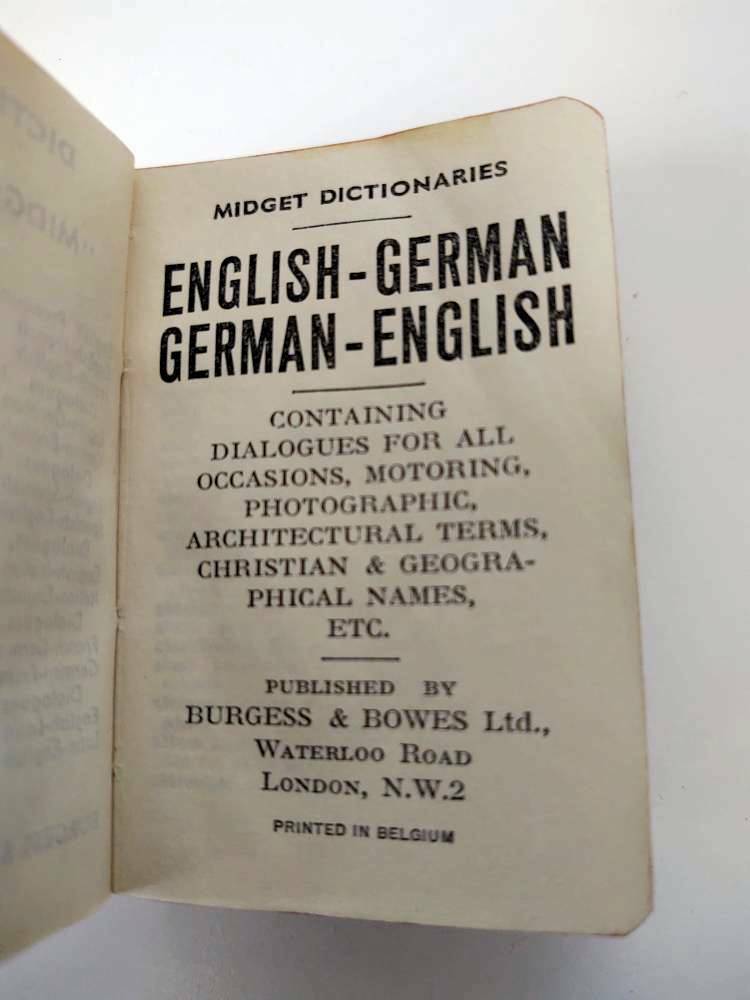 MIDGET DICTIONARIES
ENGLISH-GERMAN
GERMAN-ENGLISH
CONTAINING
DIALOGUES FOR ALL
OCCASIONS, MOTORING,
PHOTOGRAPHIC,
ARCHITECTURAL TERMS,
CHRISTIAN & GEOGRA-
PHICAL NAMES,
ETC.
PUBLISHED BY
BURGESS & BOWES Ltd.,
WATERLOO ROAD
LONDON, N.W.2
PRINTED IN BELGIUM